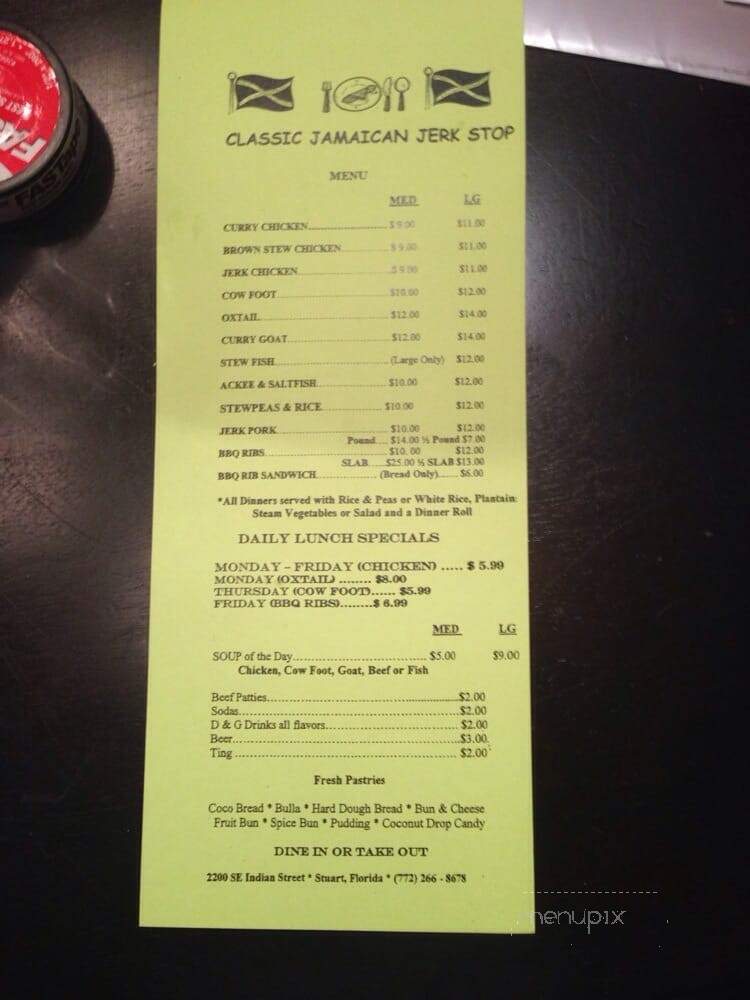 CLASSIC JAMAICAN JERK STOP
MENU
MED LG
CURRY CHICKEN $9.00 $11.00
BROWN STEW CHICKEN $9.00 $11.00
JERK CHICKEN $9.00 $11.00
COW FOOT $10.00 $12.00
OXTAIL $12.00 $14.00
CURRY GOAT $12.00 $14.00
STEW FISH (Large Only) $12.00
ACKEE & SALTFISH $10.00 $12.00
STEWPEAS & RICE $10.00 $12.00
JERK PORK $10.00 $12.00
Pound.... $14.00 ½ Pound $7.00
BBQ RIBS $10.00 $12.00
SLAB......$25.00 ½ SLAB $13.00
BBQ RIB SANDWICH (Bread Only)....... $6.00
*All Dinners served with Rice & Peas or White Rice, Plantain:
Steam Vegetables or Salad and a Dinner Roll
DAILY LUNCH SPECIALS
MONDAY – FRIDAY (CHICKEN) ..... $ 5.99
MONDAY (OXTAIL) ........ $8.00
THURSDAY (COW FOOT)...... $5.99
FRIDAY (BBQ RIBS)........$ 6.99
MED LG
SOUP of the Day $5.00 $9.00
Chicken, Cow Foot, Goat, Beef or Fish
Beef Patties $2.00
Sodas $2.00
D & G Drinks all flavors $2.00
Beer $3.00
Ting $2.00
Fresh Pastries
Coco Bread * Bulla * Hard Dough Bread * Bun & Cheese
Fruit Bun * Spice Bun * Pudding * Coconut Drop Candy
DINE IN OR TAKE OUT
2200 SE Indian Street * Stuart, Florida * (772) 266 - 8678
menupix